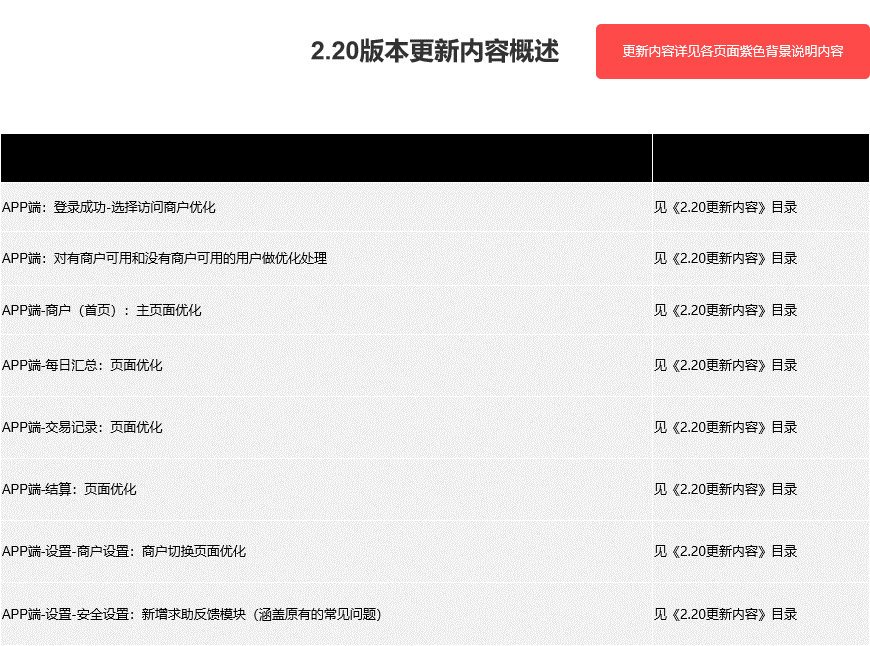 2.20版本更新内容概述
更新内容详见各页面紫色背景说明内容
APP端：登录成功-选择访问商户优化
见《2.20更新内容》目录
APP端：对有商户可用和没有商户可用的用户做优化处理
见《2.20更新内容》目录
APP端-商户（首页）：主页面优化
见《2.20更新内容》目录
APP端-每日汇总：页面优化
见《2.20更新内容》目录
APP端-交易记录：页面优化
见《2.20更新内容》目录
APP端-结算：页面优化
见《2.20更新内容》目录
APP端-设置-商户设置：商户切换页面优化
见《2.20更新内容》目录
APP端-设置-安全设置：新增求助反馈模块（涵盖原有的常见问题）
见《2.20更新内容》目录